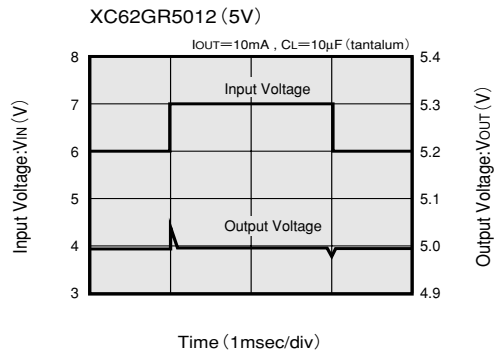 XC62GR5012（5V）
IOUT＝10mA , CL＝10μF（tantalum）
8 5.4
7 5.3
6 5.2
5 5.1
4 5.0
3 4.9
Input Voltage:VIN（V）
Input Voltage
Output Voltage
Output Voltage:VOUT（V）
Time（1msec/div）